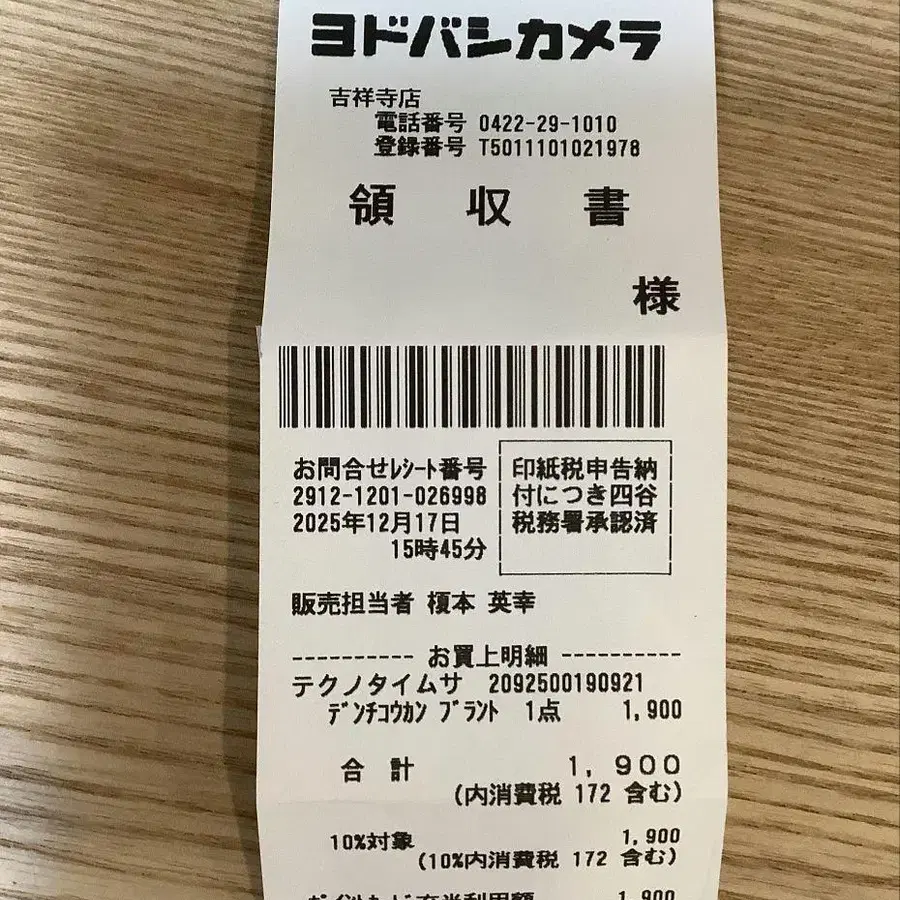 ヨドバシカメラ
吉祥寺店
電話番号 0422-29-1010
登録番号 T5011101021978
領 収 書
様
お問合せﾚｼｰﾄ番号
2912-1201-026998
2025年12月17日
15時45分
印紙税申告納
付につき四谷
税務署承認済
販売担当者 榎本 英幸
---------- お買上明細 ----------
テクノタイムサ 2092500190921
ﾃﾞﾝﾁｺｳｶﾝ ﾌﾞﾗﾝﾄ 1点 1,900
合 計 1,900
(内消費税 172 含む)
10%対象 1,900
(10%内消費税 172 含む)
1,900